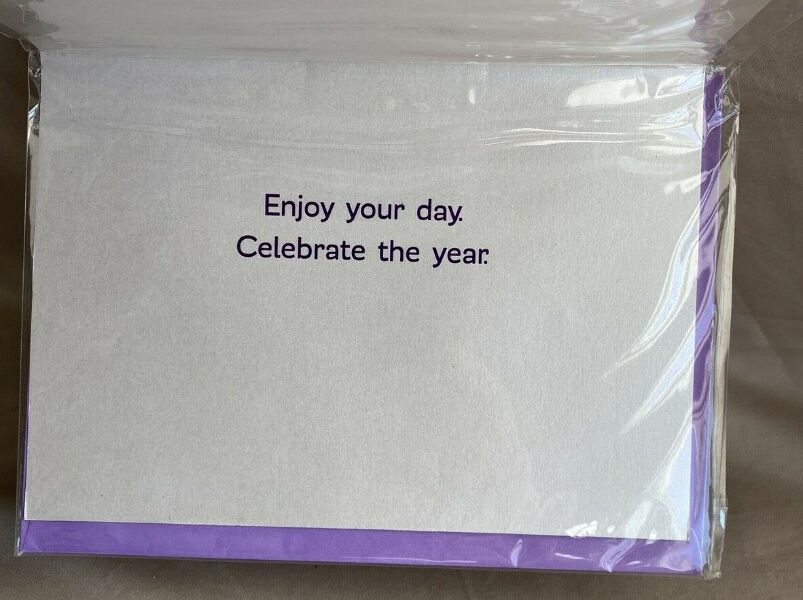 Enjoy your day.
Celebrate the year.